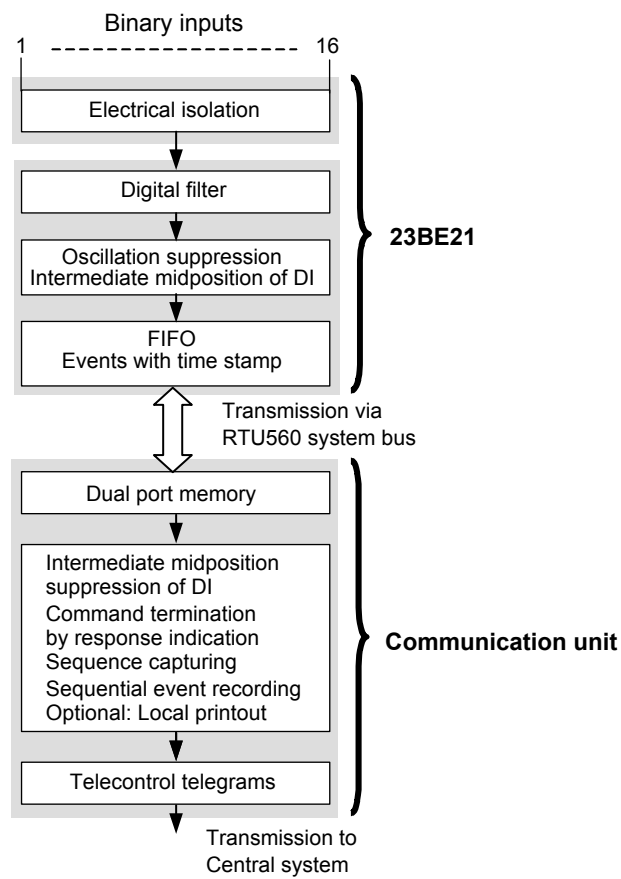 Binary inputs
1 16
Electrical isolation
Digital filter
Oscillation suppression
Intermediate midposition of DI
FIFO
Events with time stamp
23BE21
Transmission via
RTU560 system bus
Dual port memory
Intermediate midposition
suppression of DI
Command termination
by response indication
Sequence capturing
Sequential event recording
Optional: Local printout
Communication unit
Telecontrol telegrams
Transmission to
Central system